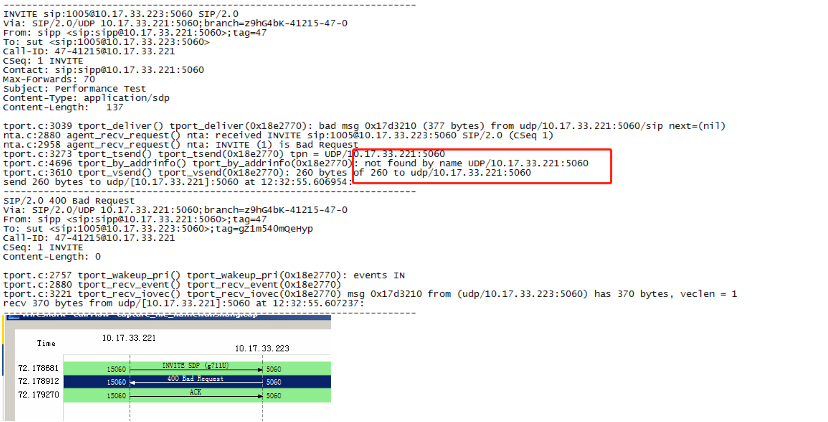 INVITE sip:1005@10.17.33.223:5060 SIP/2.0
Via: SIP/2.0/UDP 10.17.33.221:5060;branch=z9hG4bK-41215-47-0
From: sipp <sip:sipp@10.17.33.221:5060>;tag=47
To: sut <sip:1005@10.17.33.223:5060>
Call-ID: 47-41215@10.17.33.221
CSeq: 1 INVITE
Contact: sip:sipp@10.17.33.221:5060
Max-Forwards: 70
Subject: Performance Test
Content-Type: application/sdp
Content-Length:   137
tport.c:3039 tport_deliver() tport_deliver(0x18e2770): bad msg 0x17d3210 (377 bytes) from udp/10.17.33.221:5060/sip next=(nil)
nta.c:2880 agent_recv_request() nta: received INVITE sip:1005@10.17.33.223:5060 SIP/2.0 (CSeq 1)
nta.c:2958 agent_recv_request() nta: INVITE (1) is Bad Request
tport.c:3273 tport_tsend() tport_tsend(0x18e2770) tpn = UDP/10.17.33.221:5060
tport.c:4696 tport_by_addrinfo() tport_by_addrinfo(0x18e2770): not found by name UDP/10.17.33.221:5060
tport.c:3610 tport_vsend() tport_vsend(0x18e2770): 260 bytes of 260 to udp/10.17.33.221:5060
send 260 bytes to udp/[10.17.33.221]:5060 at 12:32:55.606954:
SIP/2.0 400 Bad Request
Via: SIP/2.0/UDP 10.17.33.221:5060;branch=z9hG4bK-41215-47-0
From: sipp <sip:sipp@10.17.33.221:5060>;tag=47
To: sut <sip:1005@10.17.33.223:5060>;tag=gZ1m540mQeHyp
Call-ID: 47-41215@10.17.33.221
CSeq: 1 INVITE
Content-Length: 0
tport.c:2757 tport_wakeup_pri() tport_wakeup_pri(0x18e2770): events IN
tport.c:2880 tport_recv_event() tport_recv_event(0x18e2770)
tport.c:3221 tport_recv_iovec() tport_recv_iovec(0x18e2770) msg 0x17d3210 from (udp/10.17.33.223:5060) has 370 bytes, veclen = 1
recv 370 bytes from udp/[10.17.33.221]:5060 at 12:32:55.607237:
Time
10.17.33.221
10.17.33.223
72.178681 15060 INVITE SDP (g711U) 5060
72.178912 15060 400 Bad Request 5060
72.179270 15060 ACK 5060